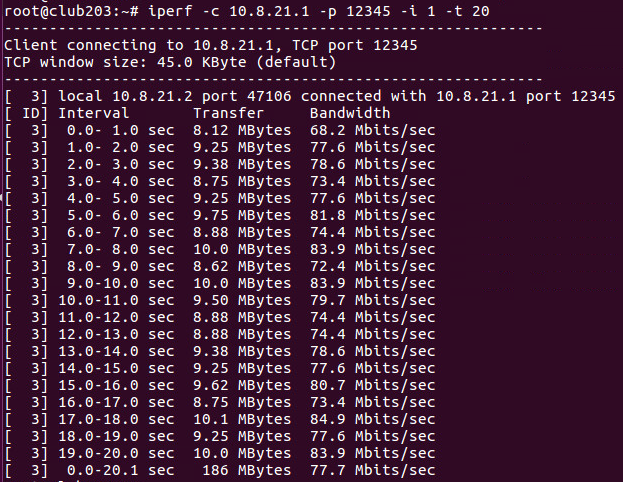 root@club203:~# iperf -c 10.8.21.1 -p 12345 -i 1 -t 20
------------------------------------------------------------
Client connecting to 10.8.21.1, TCP port 12345
TCP window size: 45.0 KByte (default)
------------------------------------------------------------
[  3] local 10.8.21.2 port 47106 connected with 10.8.21.1 port 12345
[ ID] Interval       Transfer     Bandwidth
[  3]  0.0- 1.0 sec  8.12 MBytes  68.2 Mbits/sec
[  3]  1.0- 2.0 sec  9.25 MBytes  77.6 Mbits/sec
[  3]  2.0- 3.0 sec  9.38 MBytes  78.6 Mbits/sec
[  3]  3.0- 4.0 sec  8.75 MBytes  73.4 Mbits/sec
[  3]  4.0- 5.0 sec  9.25 MBytes  77.6 Mbits/sec
[  3]  5.0- 6.0 sec  9.75 MBytes  81.8 Mbits/sec
[  3]  6.0- 7.0 sec  8.88 MBytes  74.4 Mbits/sec
[  3]  7.0- 8.0 sec  10.0 MBytes  83.9 Mbits/sec
[  3]  8.0- 9.0 sec  8.62 MBytes  72.4 Mbits/sec
[  3]  9.0-10.0 sec  10.0 MBytes  83.9 Mbits/sec
[  3] 10.0-11.0 sec  9.50 MBytes  79.7 Mbits/sec
[  3] 11.0-12.0 sec  8.88 MBytes  74.4 Mbits/sec
[  3] 12.0-13.0 sec  8.88 MBytes  74.4 Mbits/sec
[  3] 13.0-14.0 sec  9.38 MBytes  78.6 Mbits/sec
[  3] 14.0-15.0 sec  9.25 MBytes  77.6 Mbits/sec
[  3] 15.0-16.0 sec  9.62 MBytes  80.7 Mbits/sec
[  3] 16.0-17.0 sec  8.75 MBytes  73.4 Mbits/sec
[  3] 17.0-18.0 sec  10.1 MBytes  84.9 Mbits/sec
[  3] 18.0-19.0 sec  9.25 MBytes  77.6 Mbits/sec
[  3] 19.0-20.0 sec  10.0 MBytes  83.9 Mbits/sec
[  3]  0.0-20.1 sec   186 MBytes  77.7 Mbits/sec